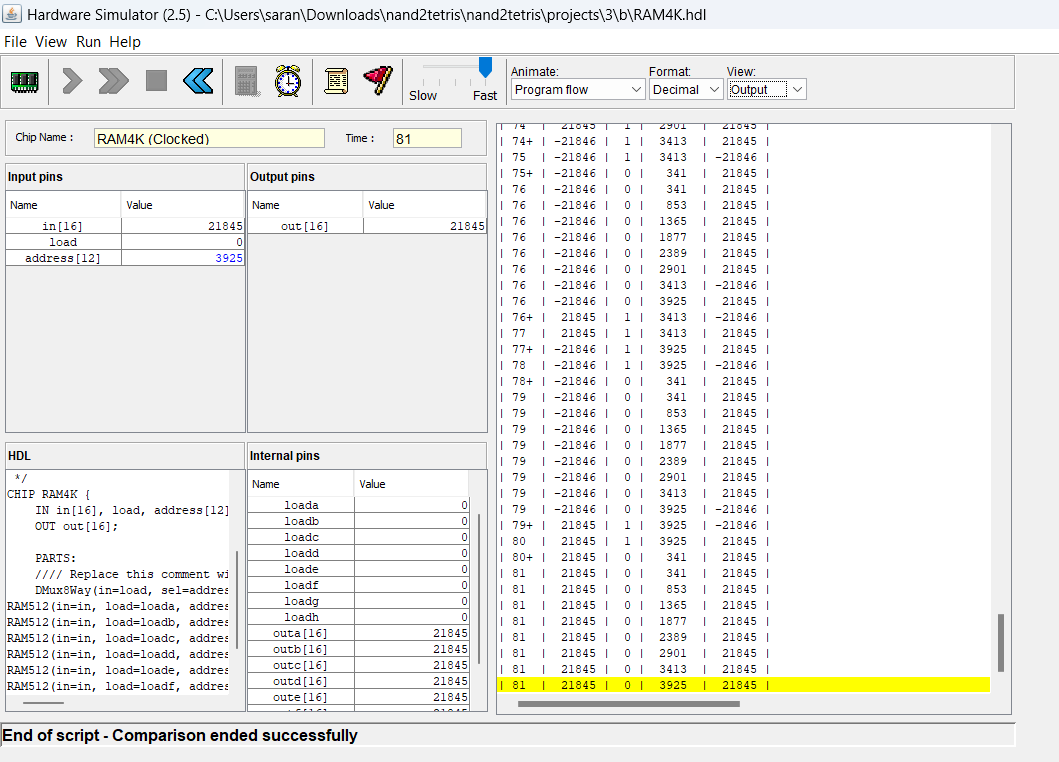 Hardware Simulator (2.5) - C:\Users\saran\Downloads\nand2tetris\nand2tetris\projects\3\b\RAM4K.hdl
File View Run Help
Slow Fast
Animate: Format: View:
Program flow Decimal Output
Chip Name : RAM4K (Clocked) Time : 81
Input pins
Name Value
in[16] 21845
load 0
address[12] 3925
Output pins
Name Value
out[16] 21845
HDL
*/
CHIP RAM4K {
IN in[16], load, address[12]
OUT out[16];
PARTS:
//// Replace this comment wi
DMux8Way(in=load, sel=addres
RAM512(in=in, load=loada, addres
RAM512(in=in, load=loadb, addres
RAM512(in=in, load=loadc, addres
RAM512(in=in, load=loadd, addres
RAM512(in=in, load=loade, addres
RAM512(in=in, load=loadf, addres
Internal pins
Name Value
loada 0
loadb 0
loadc 0
loadd 0
loade 0
loadf 0
loadg 0
loadh 0
outa[16] 21845
outb[16] 21845
outc[16] 21845
outd[16] 21845
oute[16] 21845
| 74 | 21845 | 1 | 2901 | 21845 |
| 74+ | -21846 | 1 | 3413 | 21845 |
| 75 | -21846 | 1 | 3413 | -21846 |
| 75+ | -21846 | 0 | 341 | 21845 |
| 76 | -21846 | 0 | 341 | 21845 |
| 76 | -21846 | 0 | 853 | 21845 |
| 76 | -21846 | 0 | 1365 | 21845 |
| 76 | -21846 | 0 | 1877 | 21845 |
| 76 | -21846 | 0 | 2389 | 21845 |
| 76 | -21846 | 0 | 2901 | 21845 |
| 76 | -21846 | 0 | 3413 | -21846 |
| 76 | -21846 | 0 | 3925 | 21845 |
| 76+ | 21845 | 1 | 3413 | -21846 |
| 77 | 21845 | 1 | 3413 | 21845 |
| 77+ | -21846 | 1 | 3925 | 21845 |
| 78 | -21846 | 1 | 3925 | -21846 |
| 78+ | -21846 | 0 | 341 | 21845 |
| 79 | -21846 | 0 | 341 | 21845 |
| 79 | -21846 | 0 | 853 | 21845 |
| 79 | -21846 | 0 | 1365 | 21845 |
| 79 | -21846 | 0 | 1877 | 21845 |
| 79 | -21846 | 0 | 2389 | 21845 |
| 79 | -21846 | 0 | 2901 | 21845 |
| 79 | -21846 | 0 | 3413 | 21845 |
| 79 | -21846 | 0 | 3925 | -21846 |
| 79+ | 21845 | 1 | 3925 | -21846 |
| 80 | 21845 | 1 | 3925 | 21845 |
| 80+ | 21845 | 0 | 341 | 21845 |
| 81 | 21845 | 0 | 341 | 21845 |
| 81 | 21845 | 0 | 853 | 21845 |
| 81 | 21845 | 0 | 1365 | 21845 |
| 81 | 21845 | 0 | 1877 | 21845 |
| 81 | 21845 | 0 | 2389 | 21845 |
| 81 | 21845 | 0 | 2901 | 21845 |
| 81 | 21845 | 0 | 3413 | 21845 |
| 81 | 21845 | 0 | 3925 | 21845 |
End of script - Comparison ended successfully